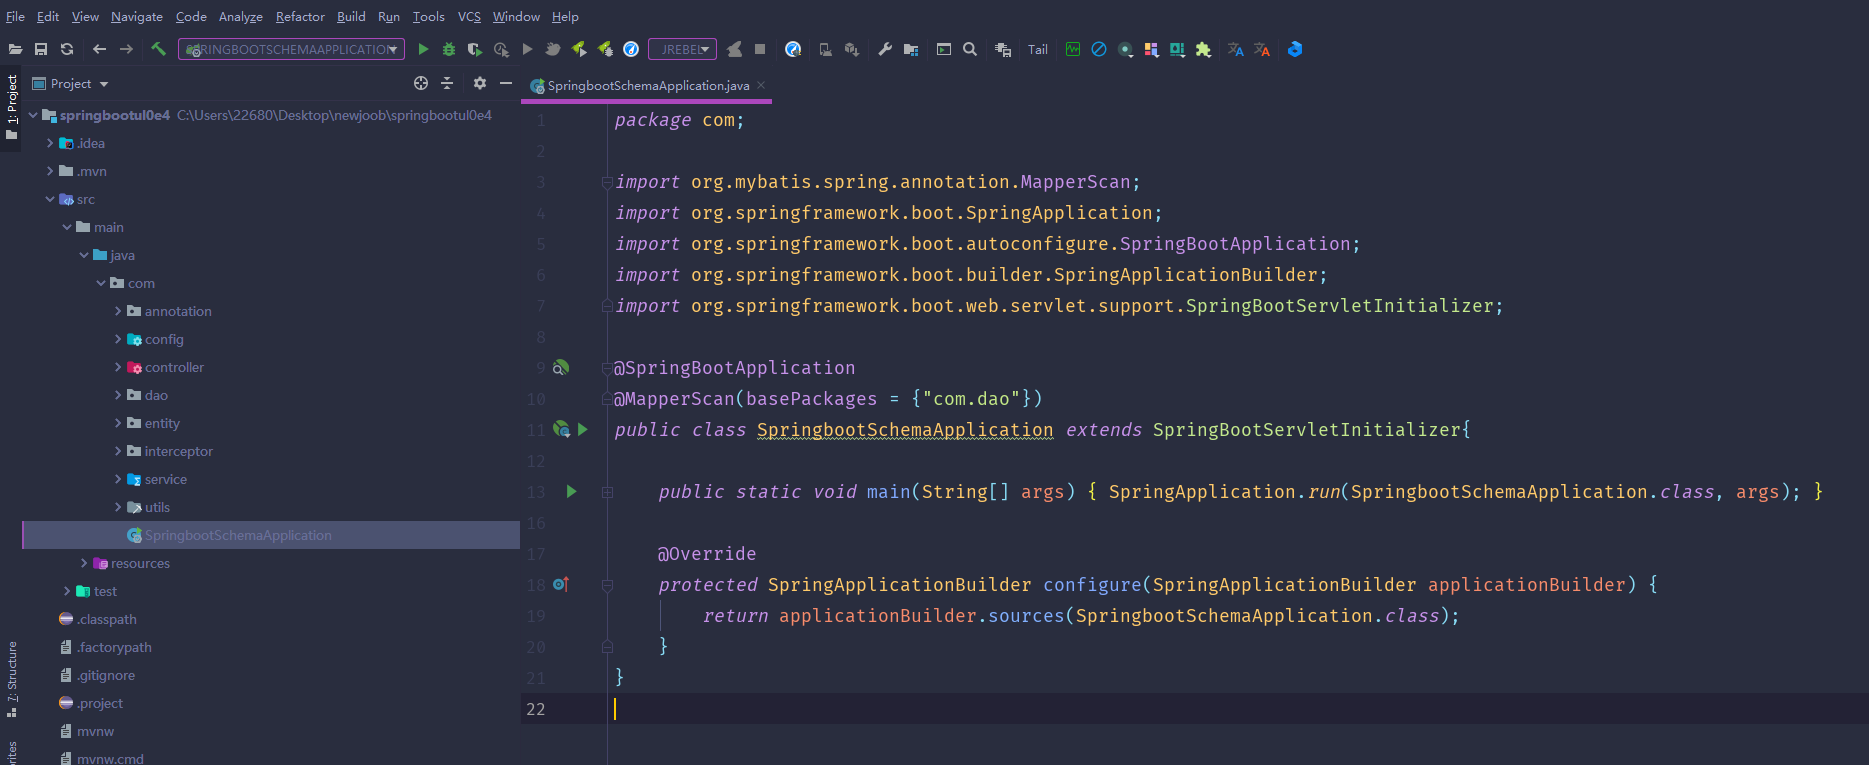 File Edit View Navigate Code Analyze Refactor Build Run Tools VCS Window Help
SPRINGBOOTSCHEMAAPPLICATION JREBEL Tail
1: Project
Project
springbootul0e4 C:\Users\22680\Desktop\newjoob\springbootul0e4
.idea
.mvn
src
main
java
com
annotation
config
controller
dao
entity
interceptor
service
utils
SpringbootSchemaApplication
resources
test
.classpath
.factorypath
.gitignore
.project
mvnw
mvnw.cmd
7: Structure
SpringbootSchemaApplication.java
1 package com;
2
3 import org.mybatis.spring.annotation.MapperScan;
4 import org.springframework.boot.SpringApplication;
5 import org.springframework.boot.autoconfigure.SpringBootApplication;
6 import org.springframework.boot.builder.SpringApplicationBuilder;
7 import org.springframework.boot.web.servlet.support.SpringBootServletInitializer;
8
9 @SpringBootApplication
10 @MapperScan(basePackages = {"com.dao"})
11 public class SpringbootSchemaApplication extends SpringBootServletInitializer{
12
13 public static void main(String[] args) { SpringApplication.run(SpringbootSchemaApplication.class, args); }
16
17 @Override
18 protected SpringApplicationBuilder configure(SpringApplicationBuilder applicationBuilder) {
19 return applicationBuilder.sources(SpringbootSchemaApplication.class);
20 }
21 }
22